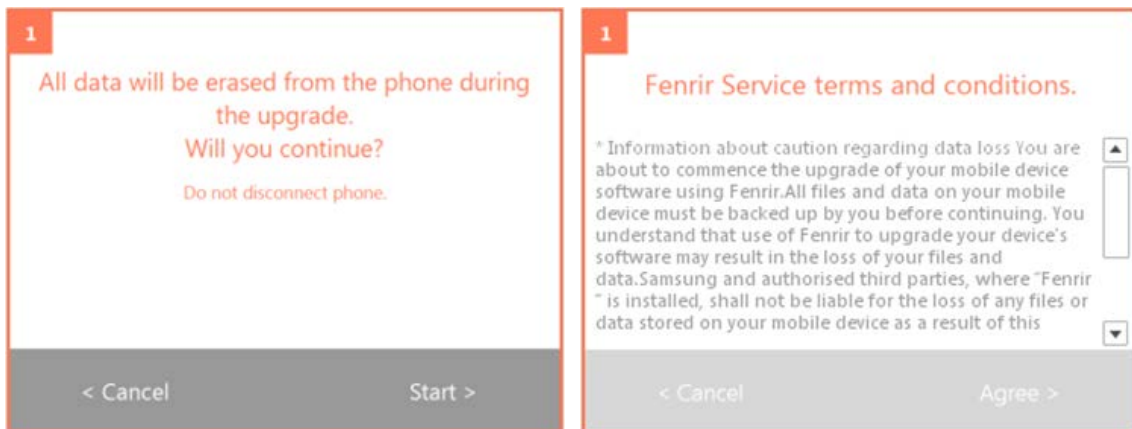 1
All data will be erased from the phone during
the upgrade.
Will you continue?
Do not disconnect phone.
< Cancel
Start >
1
Fenrir Service terms and conditions.
* Information about caution regarding data loss You are
about to commence the upgrade of your mobile device
software using Fenrir.All files and data on your mobile
device must be backed up by you before continuing. You
understand that use of Fenrir to upgrade your device's
software may result in the loss of your files and
data.Samsung and authorised third parties, where "Fenrir
" is installed, shall not be liable for the loss of any files or
data stored on your mobile device as a result of this
< Cancel
Agree >